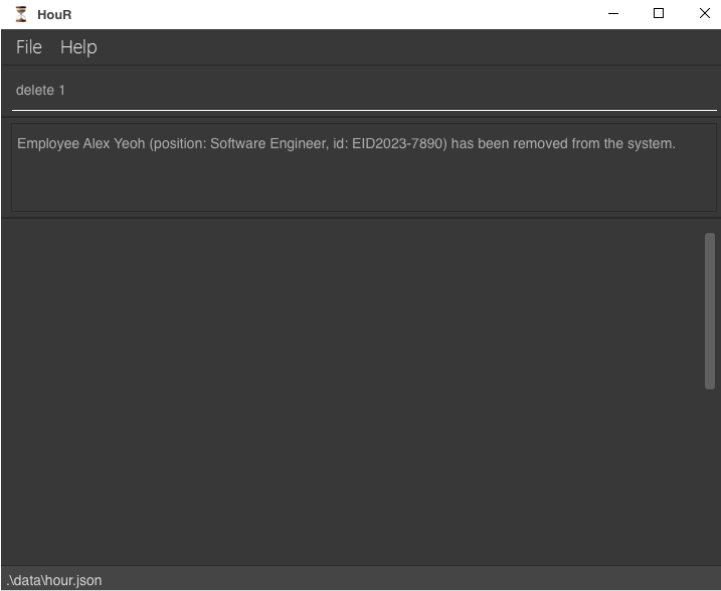 HouR
File Help
delete 1
Employee Alex Yeoh (position: Software Engineer, id: EID2023-7890) has been removed from the system.
.\data\hour.json